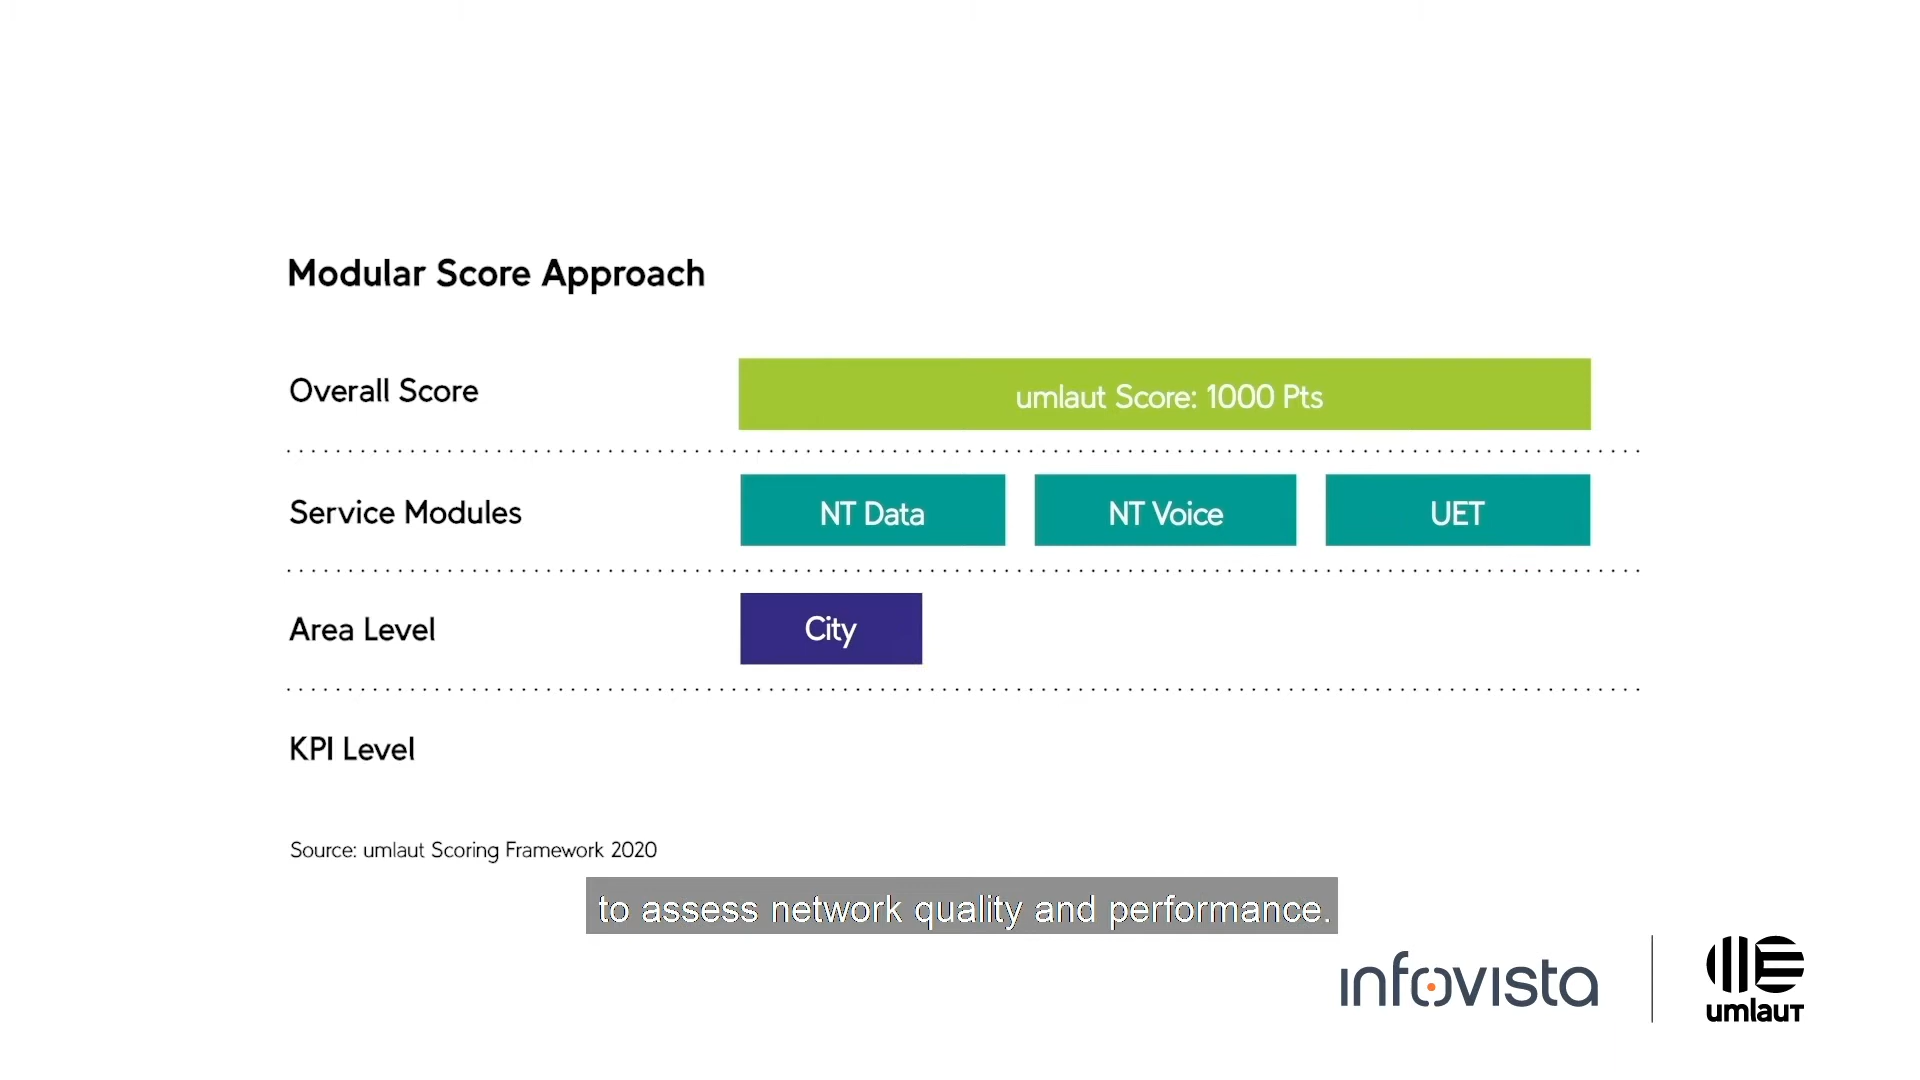 Modular Score Approach
Overall Score
umlaut Score: 1000 Pts
Service Modules
NT Data
NT Voice
UET
Area Level
City
KPI Level
Source: umlaut Scoring Framework 2020
to assess network quality and performance.
infovista
umlaut